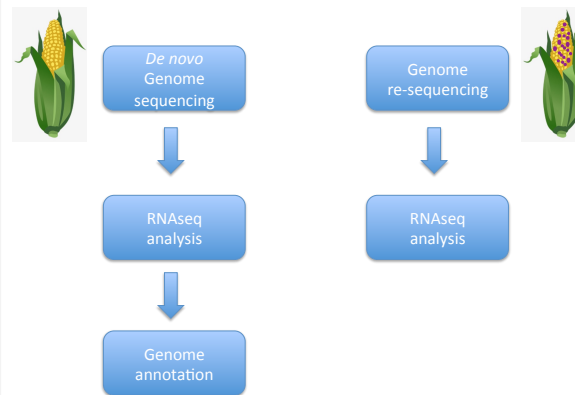 De novo
Genome
sequencing
RNAseq
analysis
Genome
annotation
Genome
re-sequencing
RNAseq
analysis